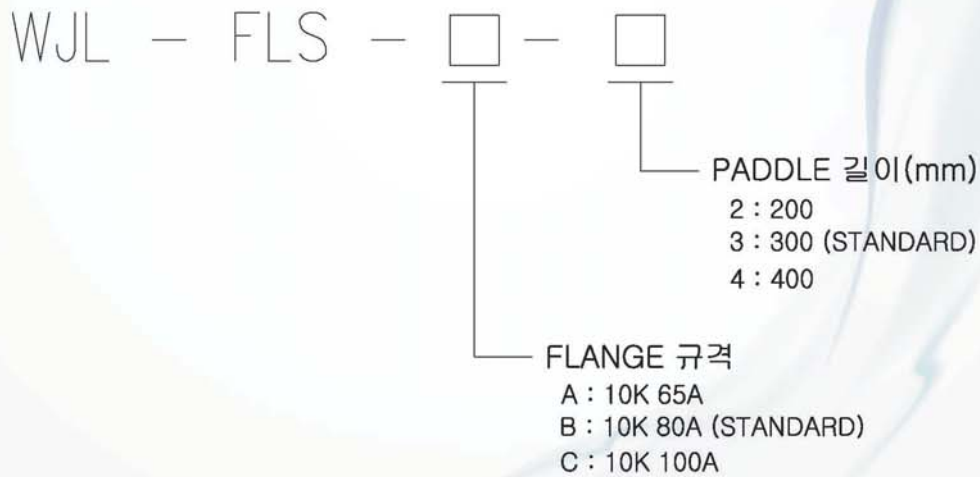 WJL - FLS - □ - □
PADDLE 길이(mm)
2 : 200
3 : 300 (STANDARD)
4 : 400
FLANGE 규격
A : 10K 65A
B : 10K 80A (STANDARD)
C : 10K 100A